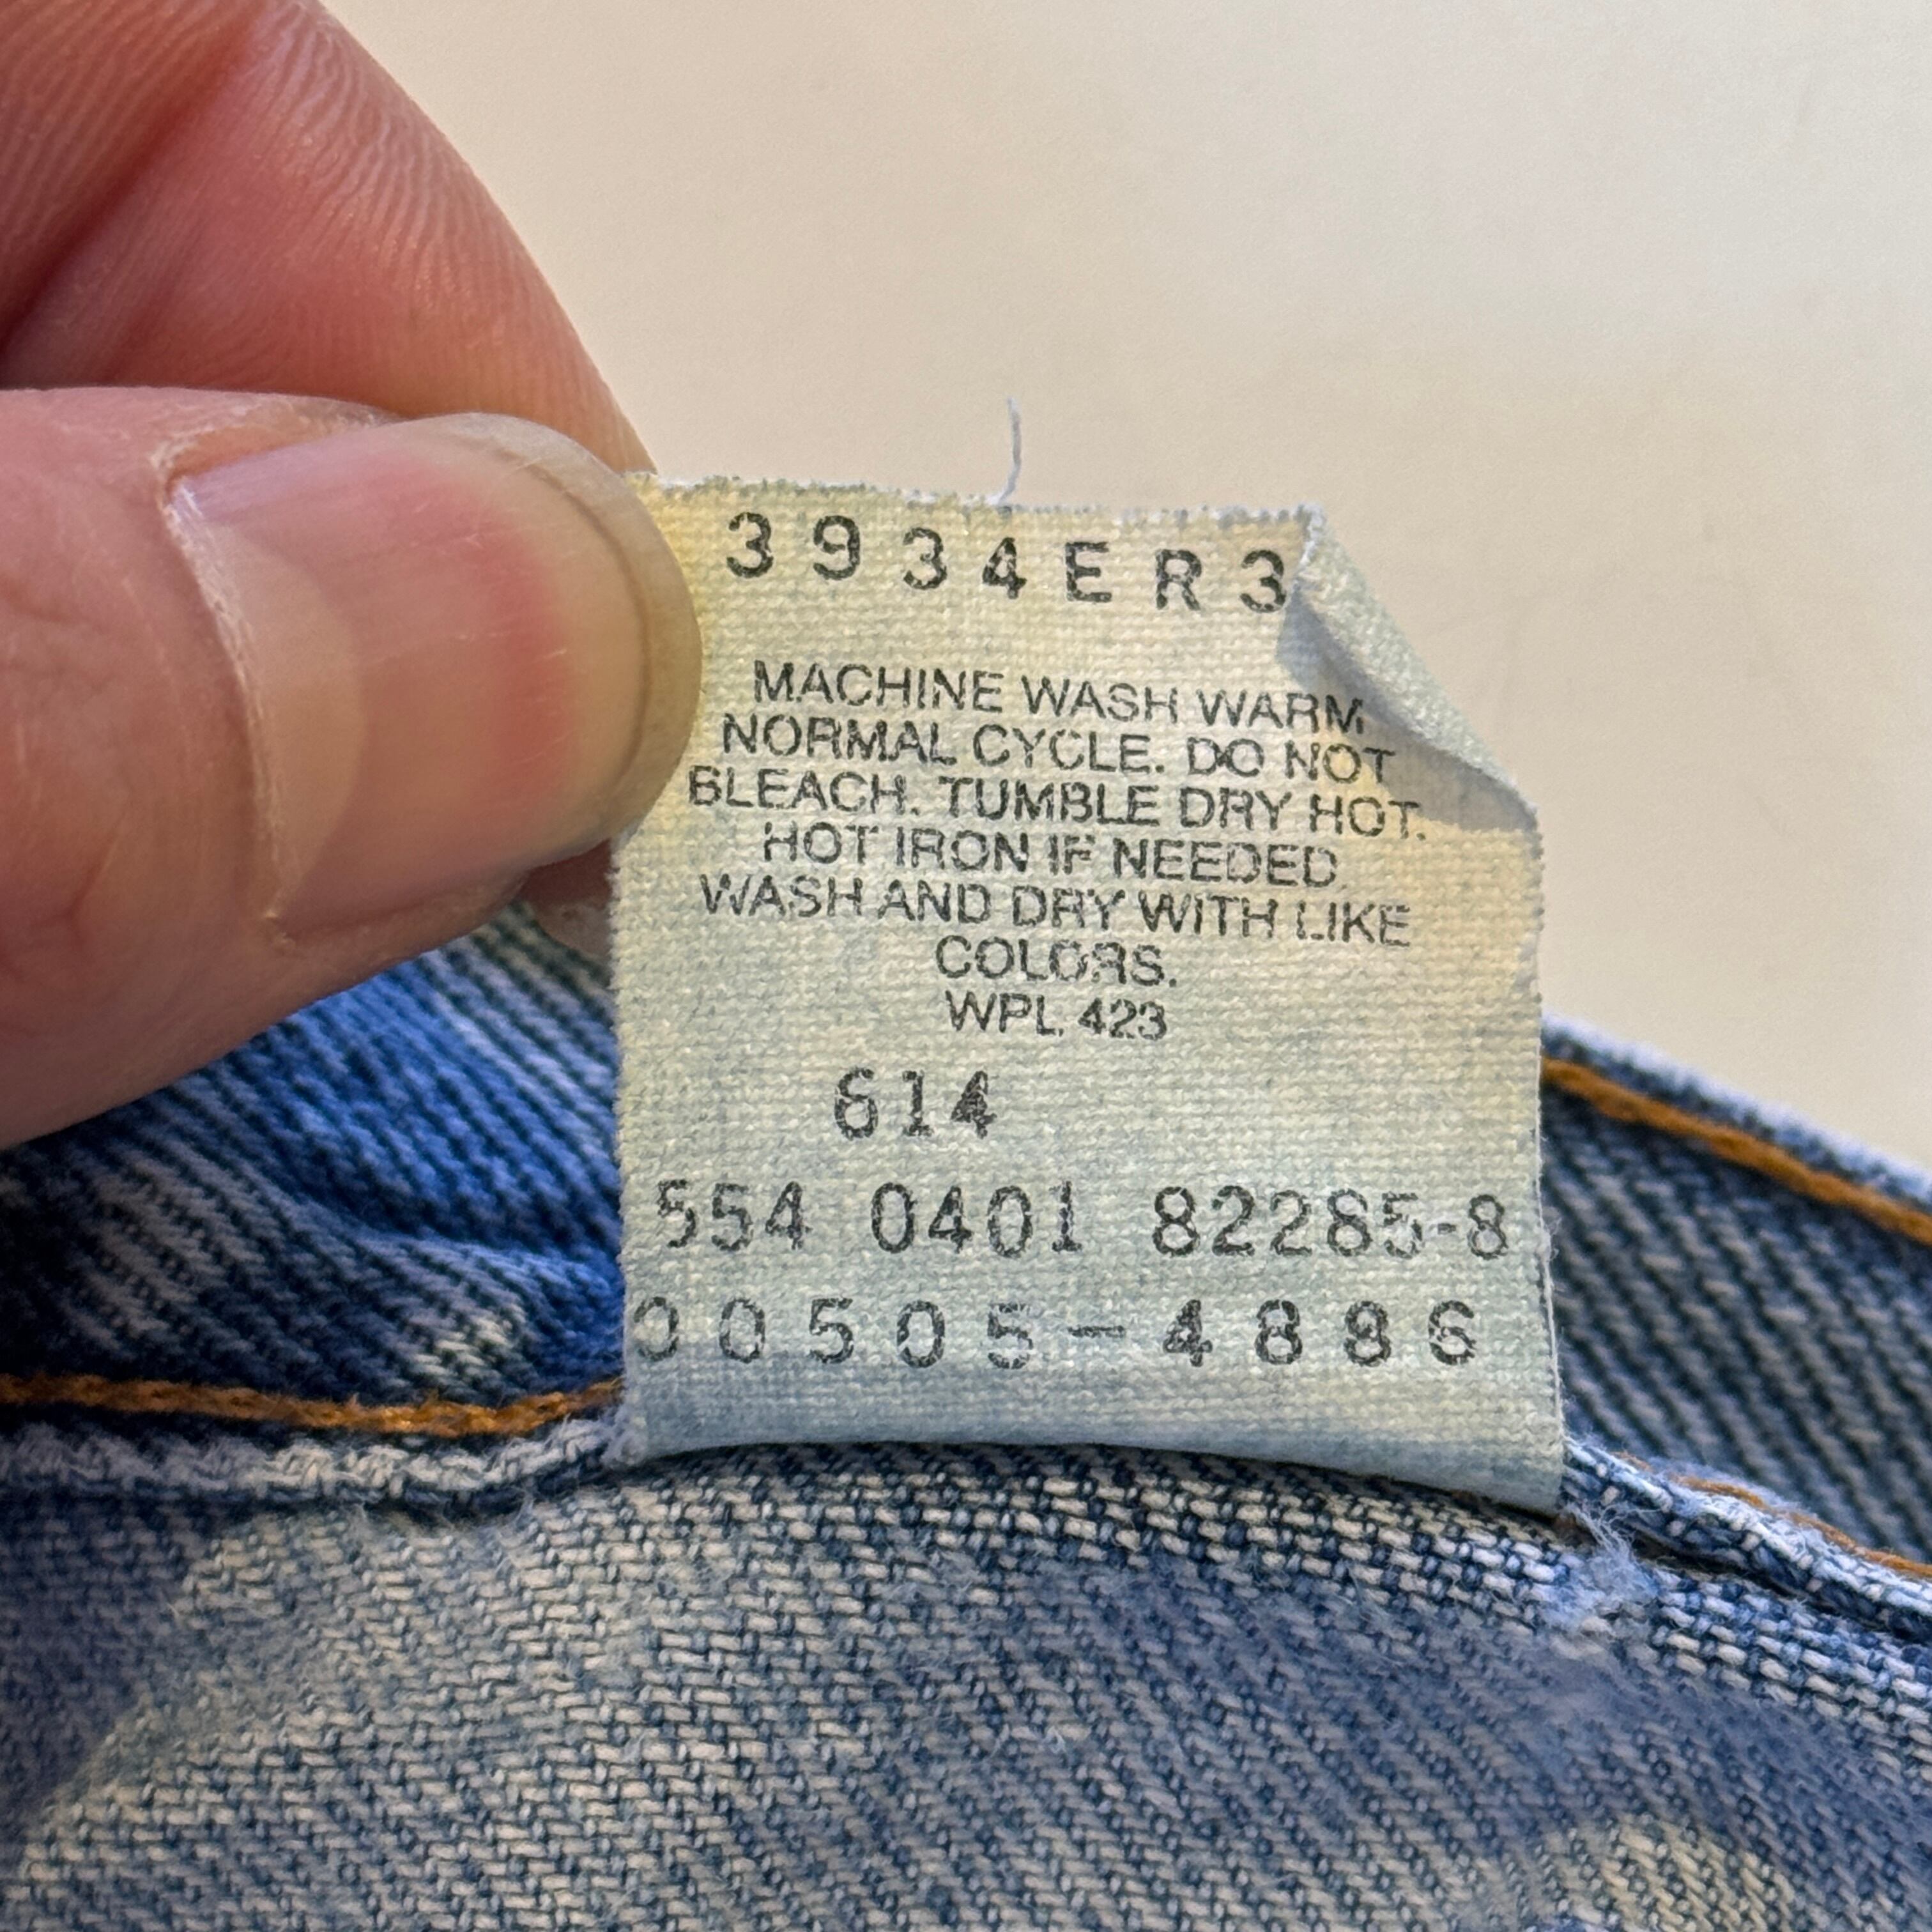 3934ER3
MACHINE WASH WARM
NORMAL CYCLE. DO NOT
BLEACH. TUMBLE DRY HOT.
HOT IRON IF NEEDED.
WASH AND DRY WITH LIKE
COLORS.
WPL 423
614
554 0401 82285-8
00505-4886